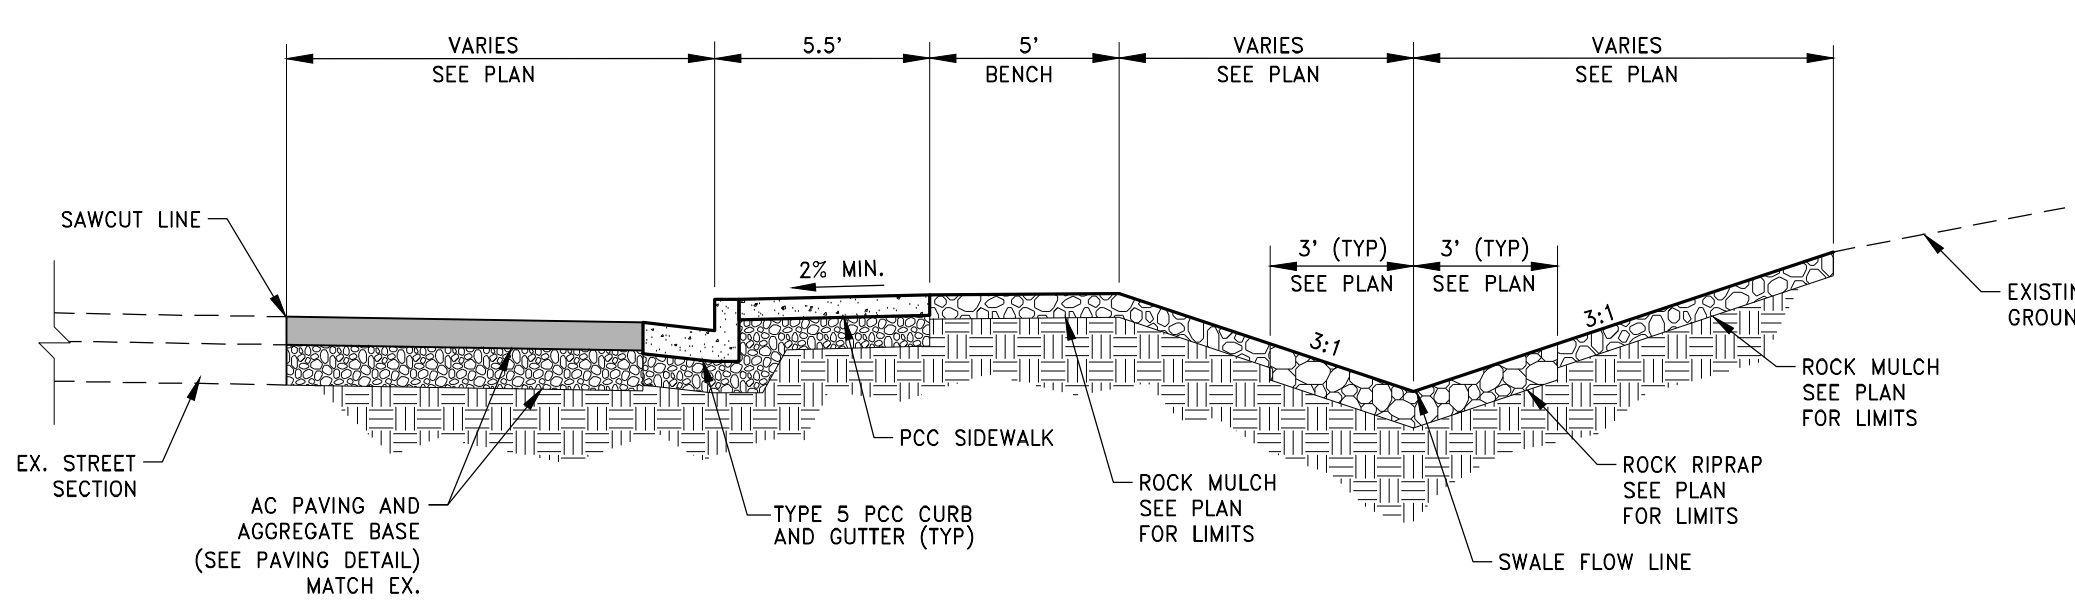 VARIES
SEE PLAN
5.5'
5'
BENCH
VARIES
SEE PLAN
VARIES
SEE PLAN
SAWCUT LINE
2% MIN.
3' (TYP)
SEE PLAN
3' (TYP)
SEE PLAN
3:1
3:1
EX. STREET
SECTION
AC PAVING AND
AGGREGATE BASE
(SEE PAVING DETAIL)
MATCH EX.
TYPE 5 PCC CURB
AND GUTTER (TYP)
PCC SIDEWALK
ROCK MULCH
SEE PLAN
FOR LIMITS
SWALE FLOW LINE
ROCK RIPRAP
SEE PLAN
FOR LIMITS
ROCK MULCH
SEE PLAN
FOR LIMITS